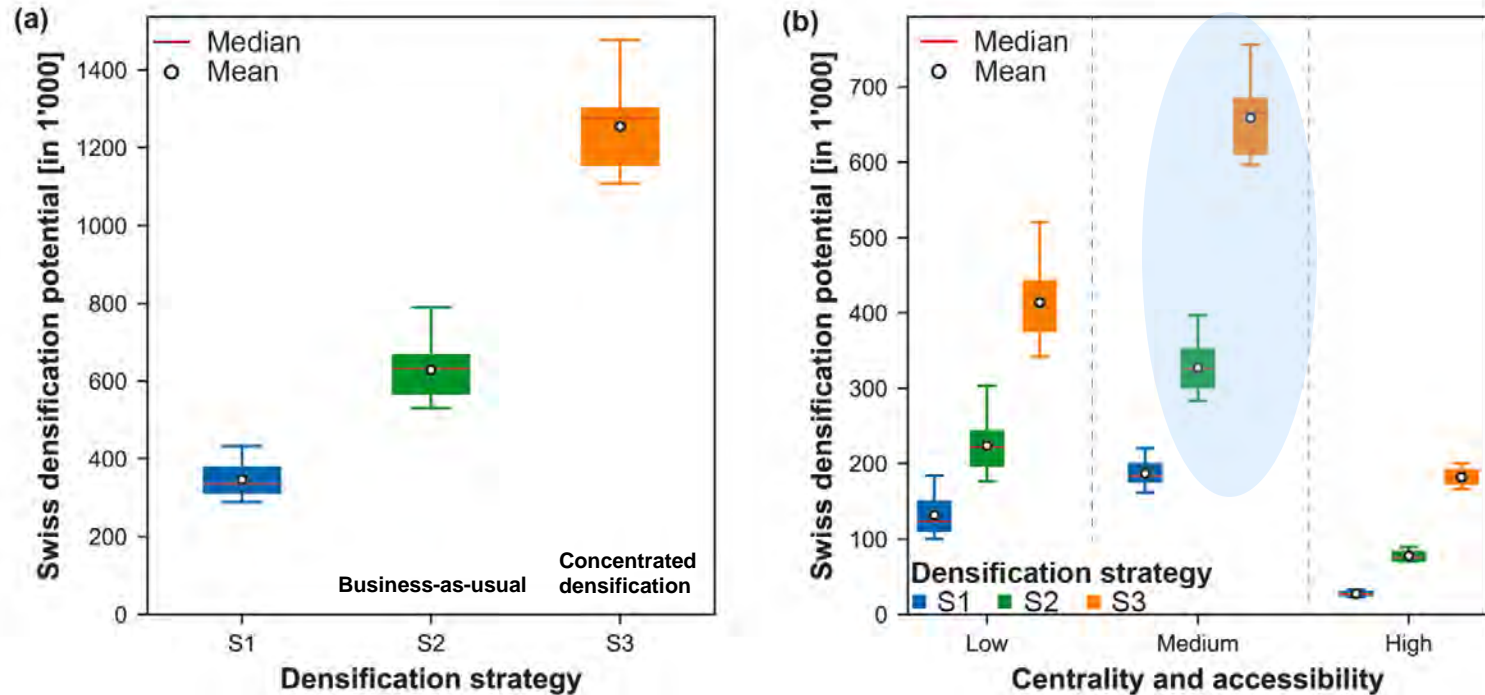 (a)
Median
Mean
Swiss densification potential [in 1'000]
1400
1200
1000
800
600
400
200
0
Business-as-usual
Concentrated
densification
S1 S2 S3
Densification strategy
(b)
Median
Mean
Swiss densification potential [in 1'000]
700
600
500
400
300
200
100
0
Densification strategy
S1 S2 S3
Low Medium High
Centrality and accessibility